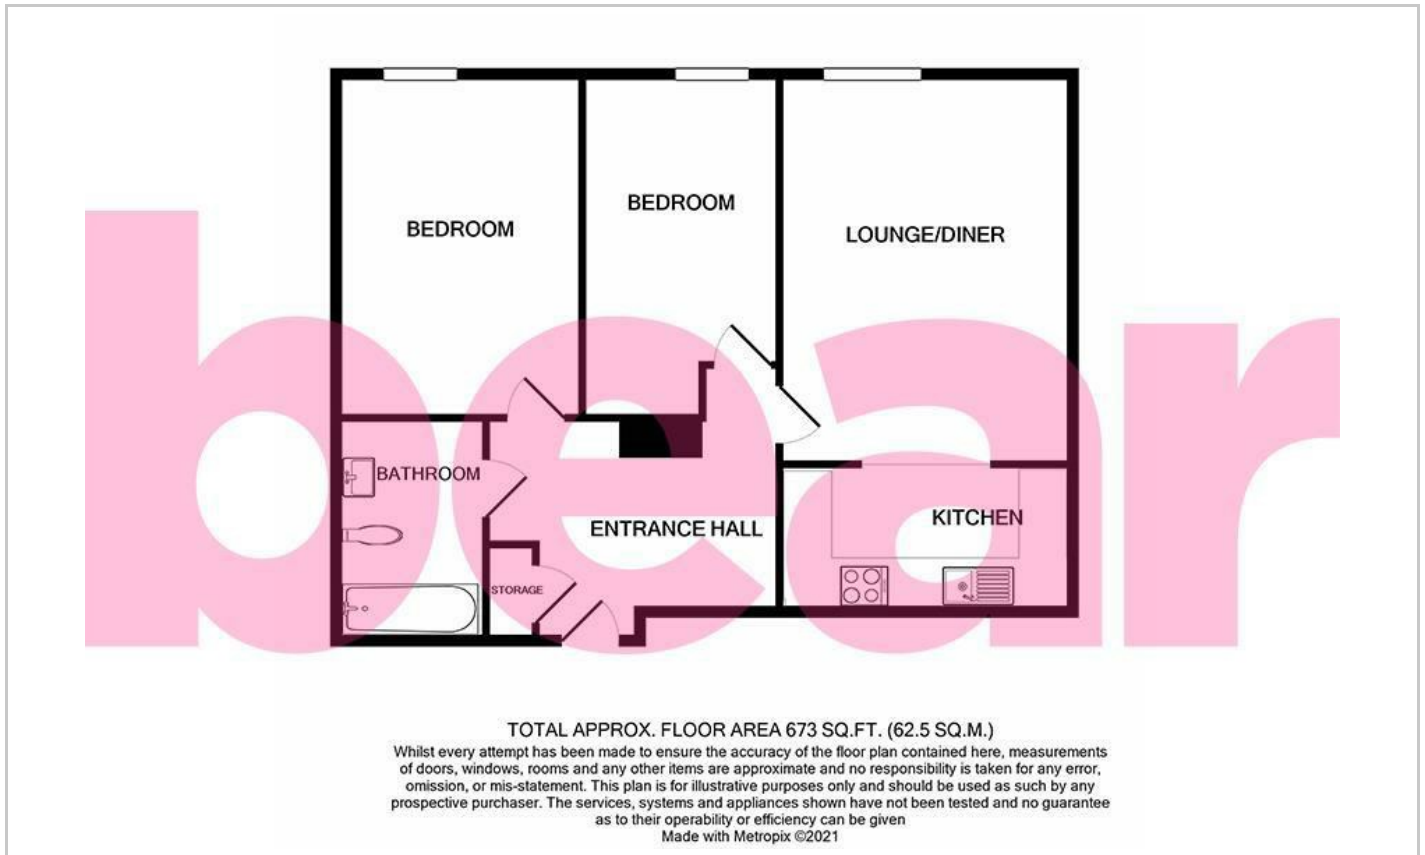 BEDROOM
BEDROOM
LOUNGE/DINER
BATHROOM
ENTRANCE HALL
KITCHEN
STORAGE
bear
TOTAL APPROX. FLOOR AREA 673 SQ.FT. (62.5 SQ.M.)
Whilst every attempt has been made to ensure the accuracy of the floor plan contained here, measurements
of doors, windows, rooms and any other items are approximate and no responsibility is taken for any error,
omission, or mis-statement. This plan is for illustrative purposes only and should be used as such by any
prospective purchaser. The services, systems and appliances shown have not been tested and no guarantee
as to their operability or efficiency can be given
Made with Metropix ©2021